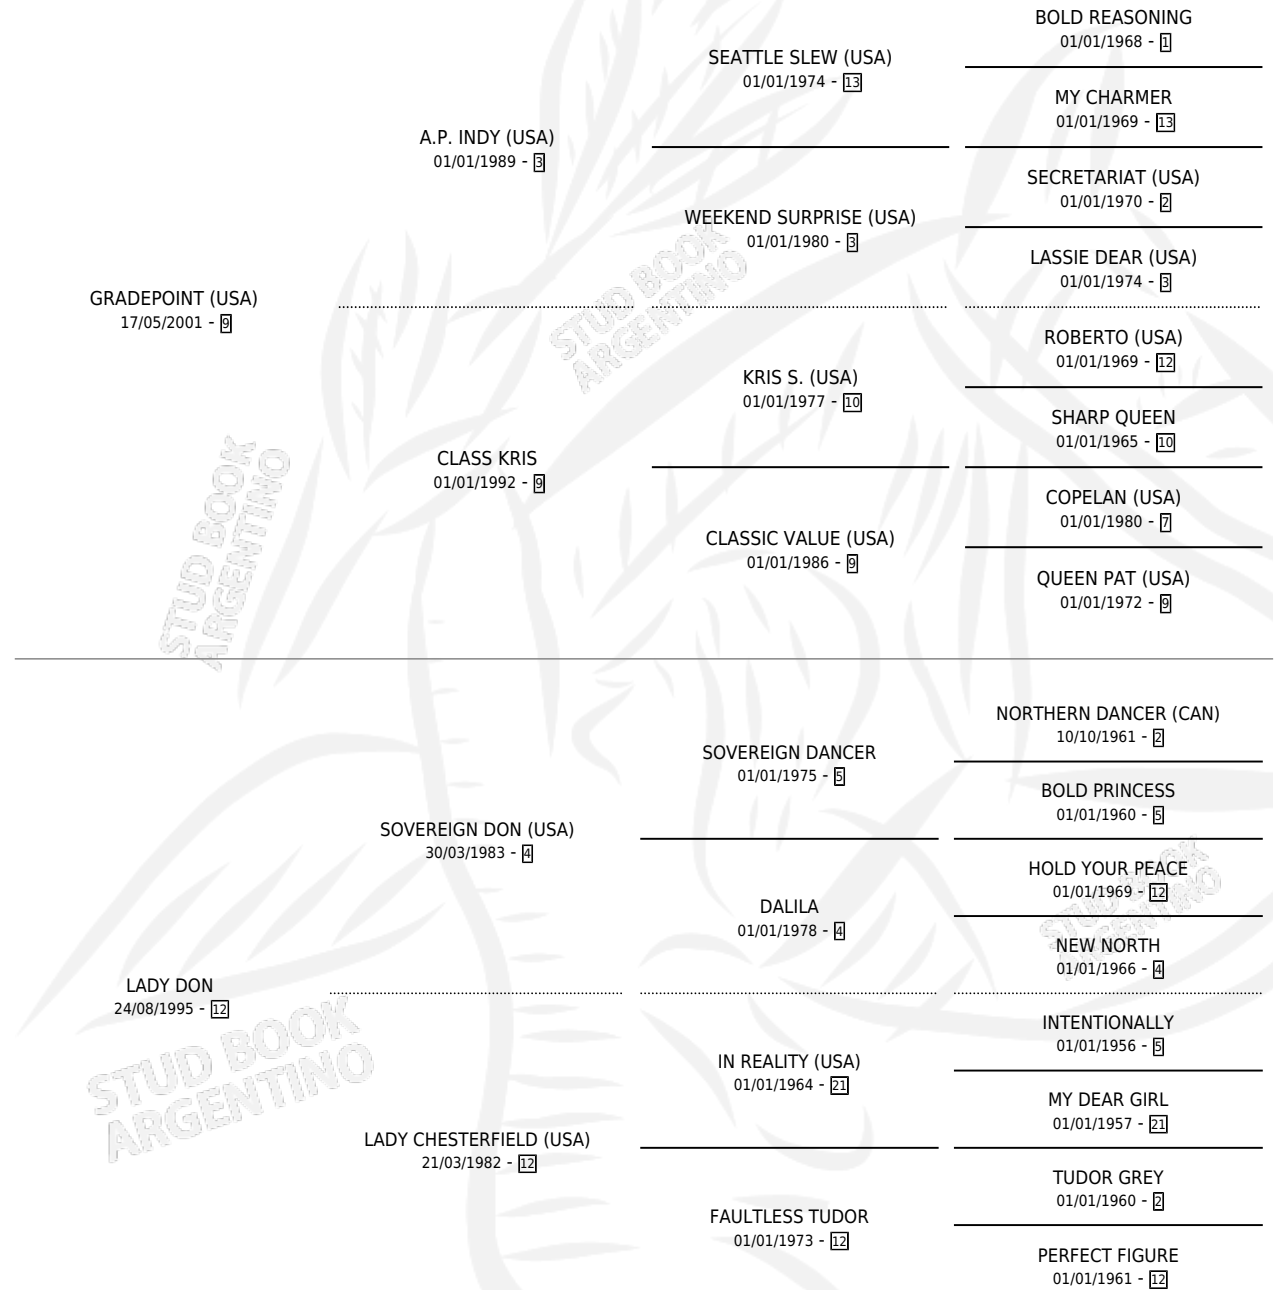 BOLD REASONING
01/01/1968 - 1
SEATTLE SLEW (USA)
01/01/1974 - 13
MY CHARMER
01/01/1969 - 13
A.P. INDY (USA)
01/01/1989 - 3
SECRETARIAT (USA)
01/01/1970 - 2
WEEKEND SURPRISE (USA)
01/01/1980 - 3
LASSIE DEAR (USA)
01/01/1974 - 3
GRADEPOINT (USA)
17/05/2001 - 9
ROBERTO (USA)
01/01/1969 - 12
KRIS S. (USA)
01/01/1977 - 10
SHARP QUEEN
01/01/1965 - 10
CLASS KRIS
01/01/1992 - 9
COPELAN (USA)
01/01/1980 - 7
CLASSIC VALUE (USA)
01/01/1986 - 9
QUEEN PAT (USA)
01/01/1972 - 9
NORTHERN DANCER (CAN)
10/10/1961 - 2
SOVEREIGN DANCER
01/01/1975 - 5
BOLD PRINCESS
01/01/1960 - 5
SOVEREIGN DON (USA)
30/03/1983 - 4
HOLD YOUR PEACE
01/01/1969 - 12
DALILA
01/01/1978 - 4
NEW NORTH
01/01/1966 - 4
LADY DON
24/08/1995 - 12
INTENTIONALLY
01/01/1956 - 5
IN REALITY (USA)
01/01/1964 - 21
MY DEAR GIRL
01/01/1957 - 21
LADY CHESTERFIELD (USA)
21/03/1982 - 12
TUDOR GREY
01/01/1960 - 2
FAULTLESS TUDOR
01/01/1973 - 12
PERFECT FIGURE
01/01/1961 - 12
STUD BOOK
ARGENTINO
STUD BOOK
ARGENTINO
STUD BOOK
ARGENTINO
STUD BOOK
ARGENTINO